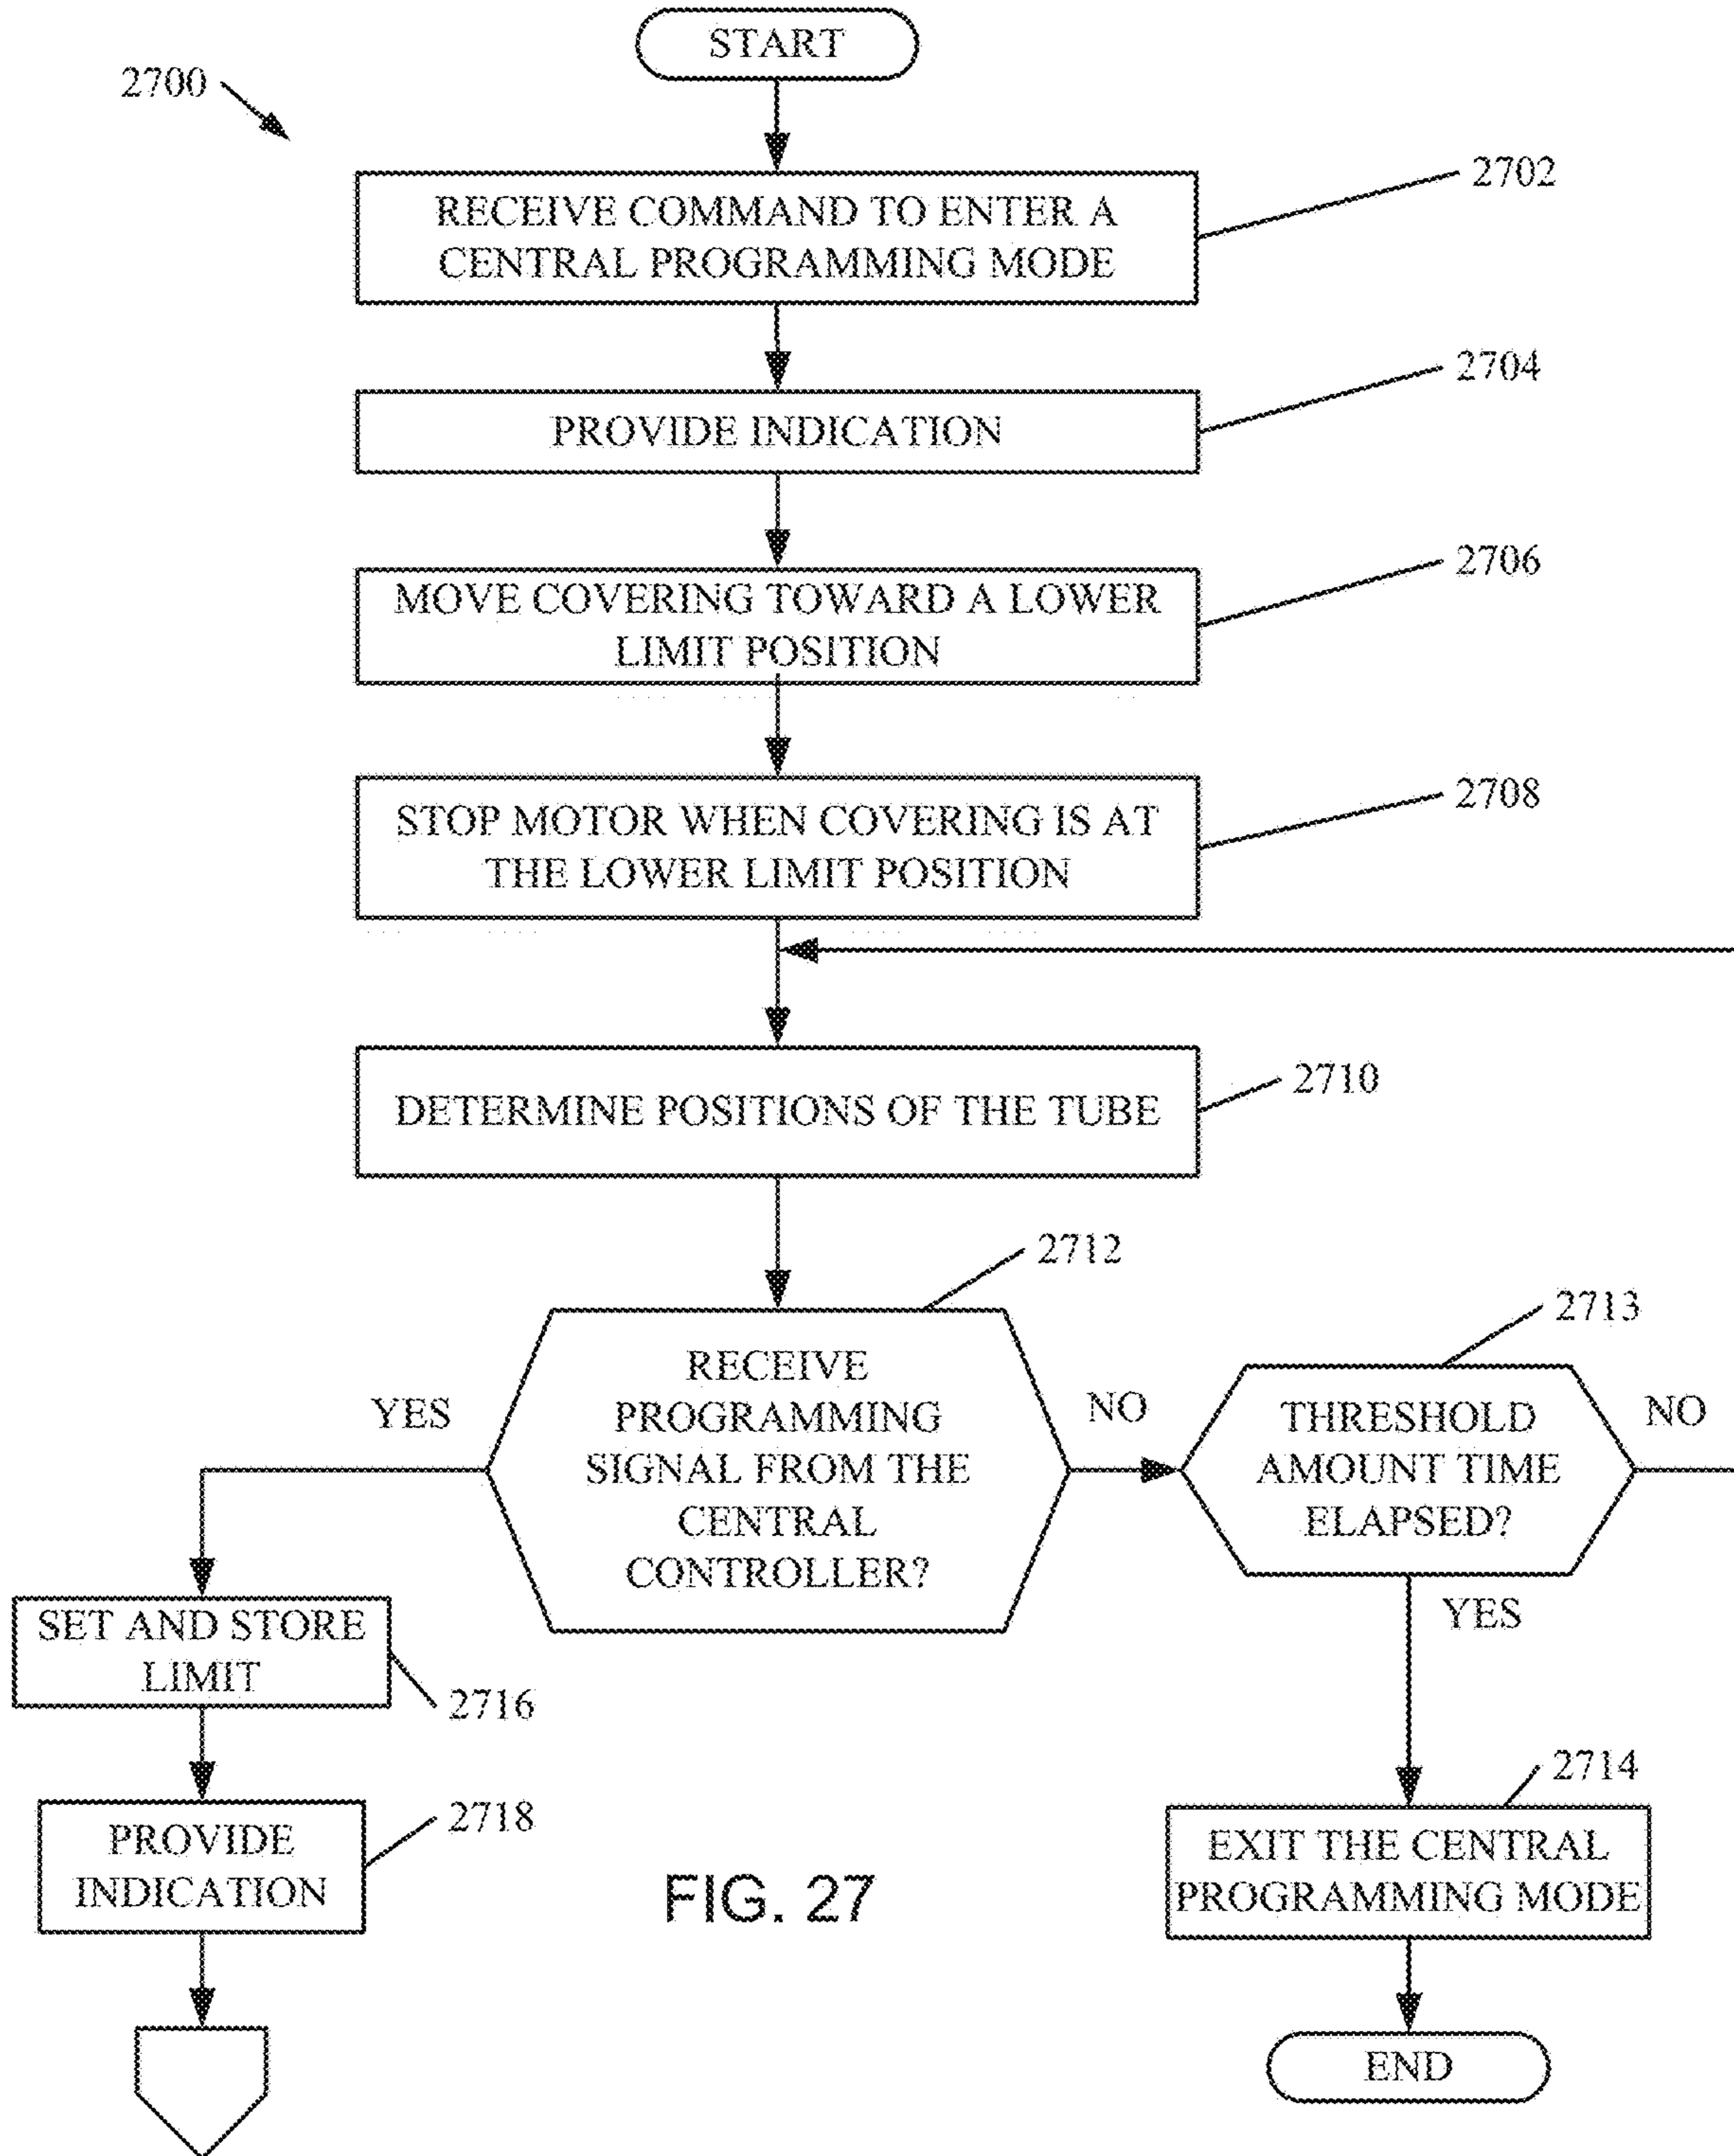 START
2700
RECEIVE COMMAND TO ENTER A
CENTRAL PROGRAMMING MODE
2702
PROVIDE INDICATION
2704
MOVE COVERING TOWARD A LOWER
LIMIT POSITION
2706
STOP MOTOR WHEN COVERING IS AT
THE LOWER LIMIT POSITION
2708
DETERMINE POSITIONS OF THE TUBE
2710
2712
RECEIVE
PROGRAMMING
SIGNAL FROM THE
CENTRAL
CONTROLLER?
YES
NO
2713
THRESHOLD
AMOUNT TIME
ELAPSED?
NO
YES
SET AND STORE
LIMIT
2716
PROVIDE
INDICATION
2718
2714
EXIT THE CENTRAL
PROGRAMMING MODE
END
FIG. 27